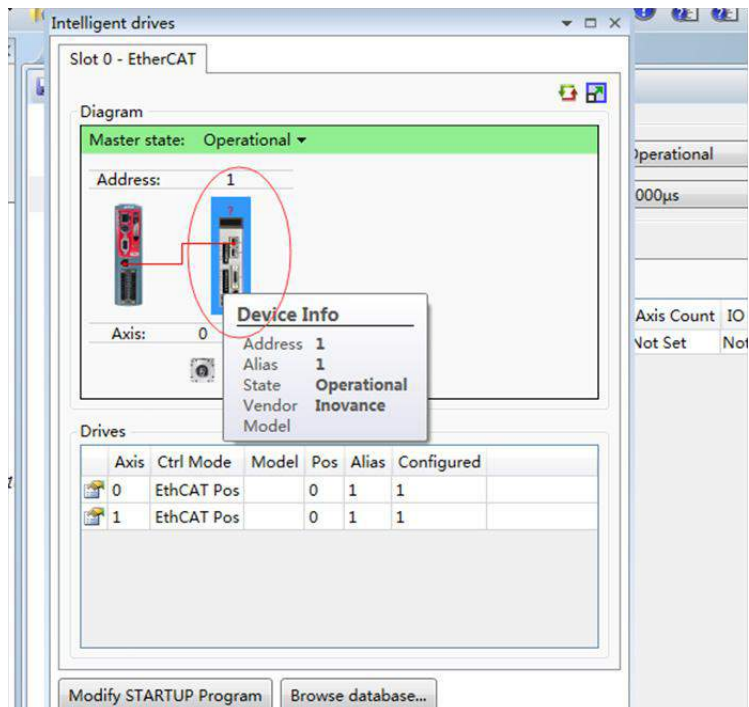 Intelligent drives
Slot 0 - EtherCAT
Diagram
Master state: Operational
Address: 1
?
Axis: 0
Device Info
Address 1
Alias 1
State Operational
Vendor Inovance
Model
Drives
Axis Ctrl Mode Model Pos Alias Configured
0 EthCAT Pos 0 1 1
1 EthCAT Pos 0 1 1
Modify STARTUP Program
Browse database...
Operational
000µs
Axis Count IO
Not Set Not